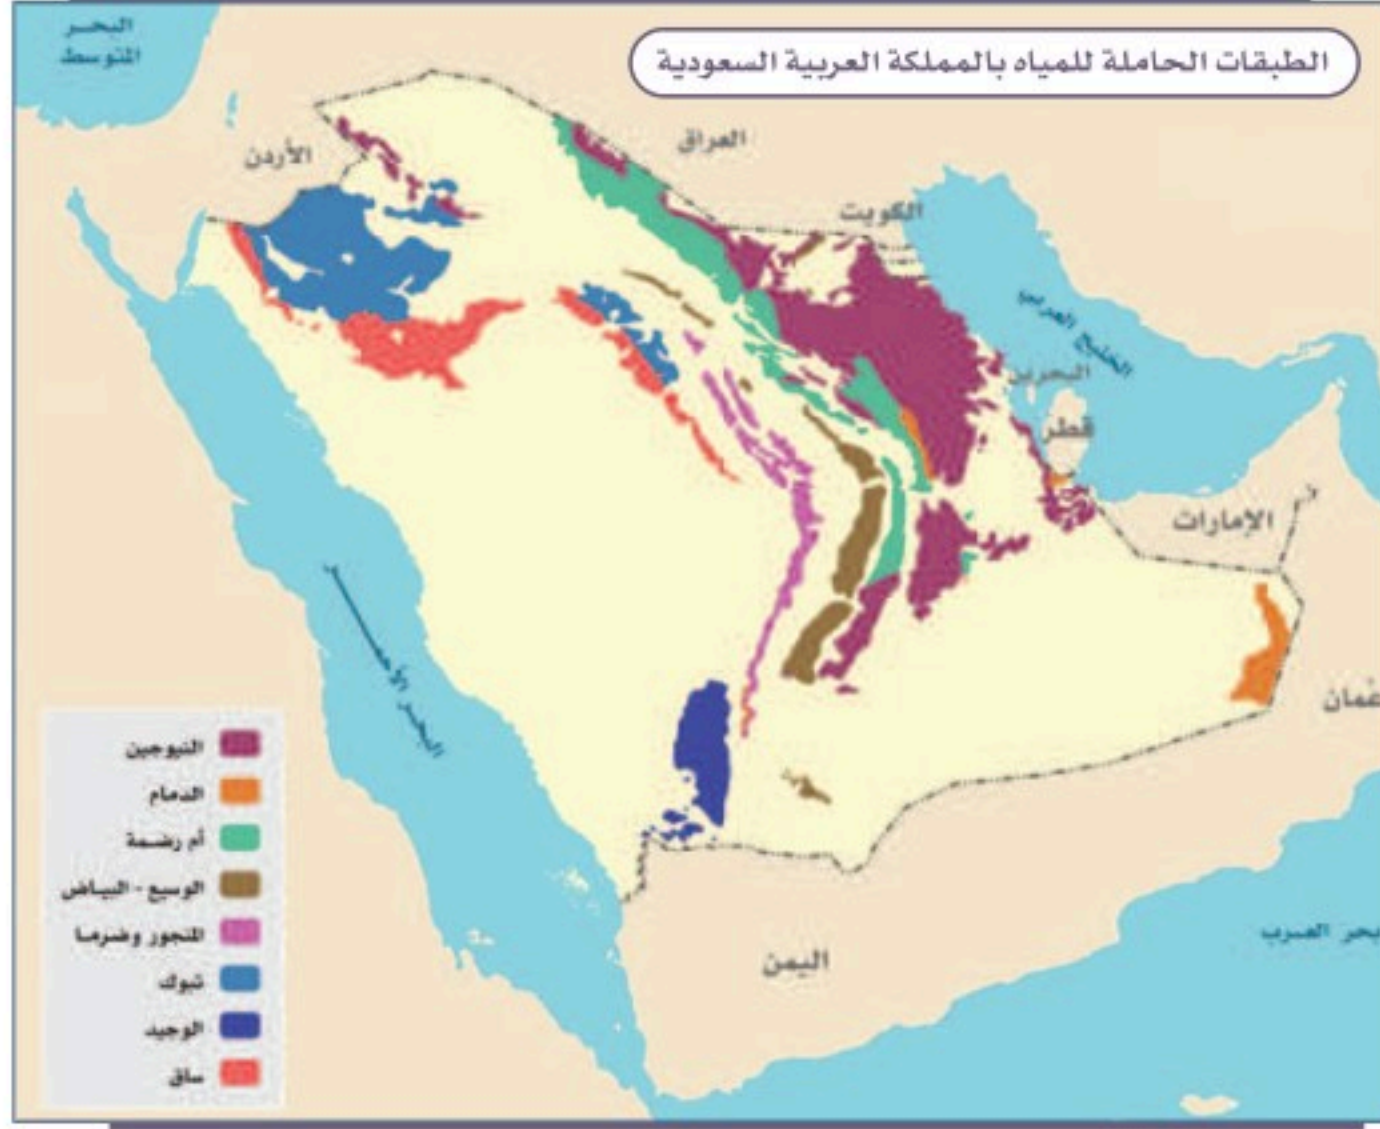 الطبقات الحاملة للمياه بالمملكة العربية السعودية
البحر
المتوسط
العراق
الأردن
الكويت
الخليج العربي
البحرين
قطر
الإمارات
عُمان
البحر الأحمر
النيوجين
الدمام
أم رضمة
الوسيع - البياض
المنجور وضرما
تبوك
الوجيد
ساق
بحر العرب
اليمن